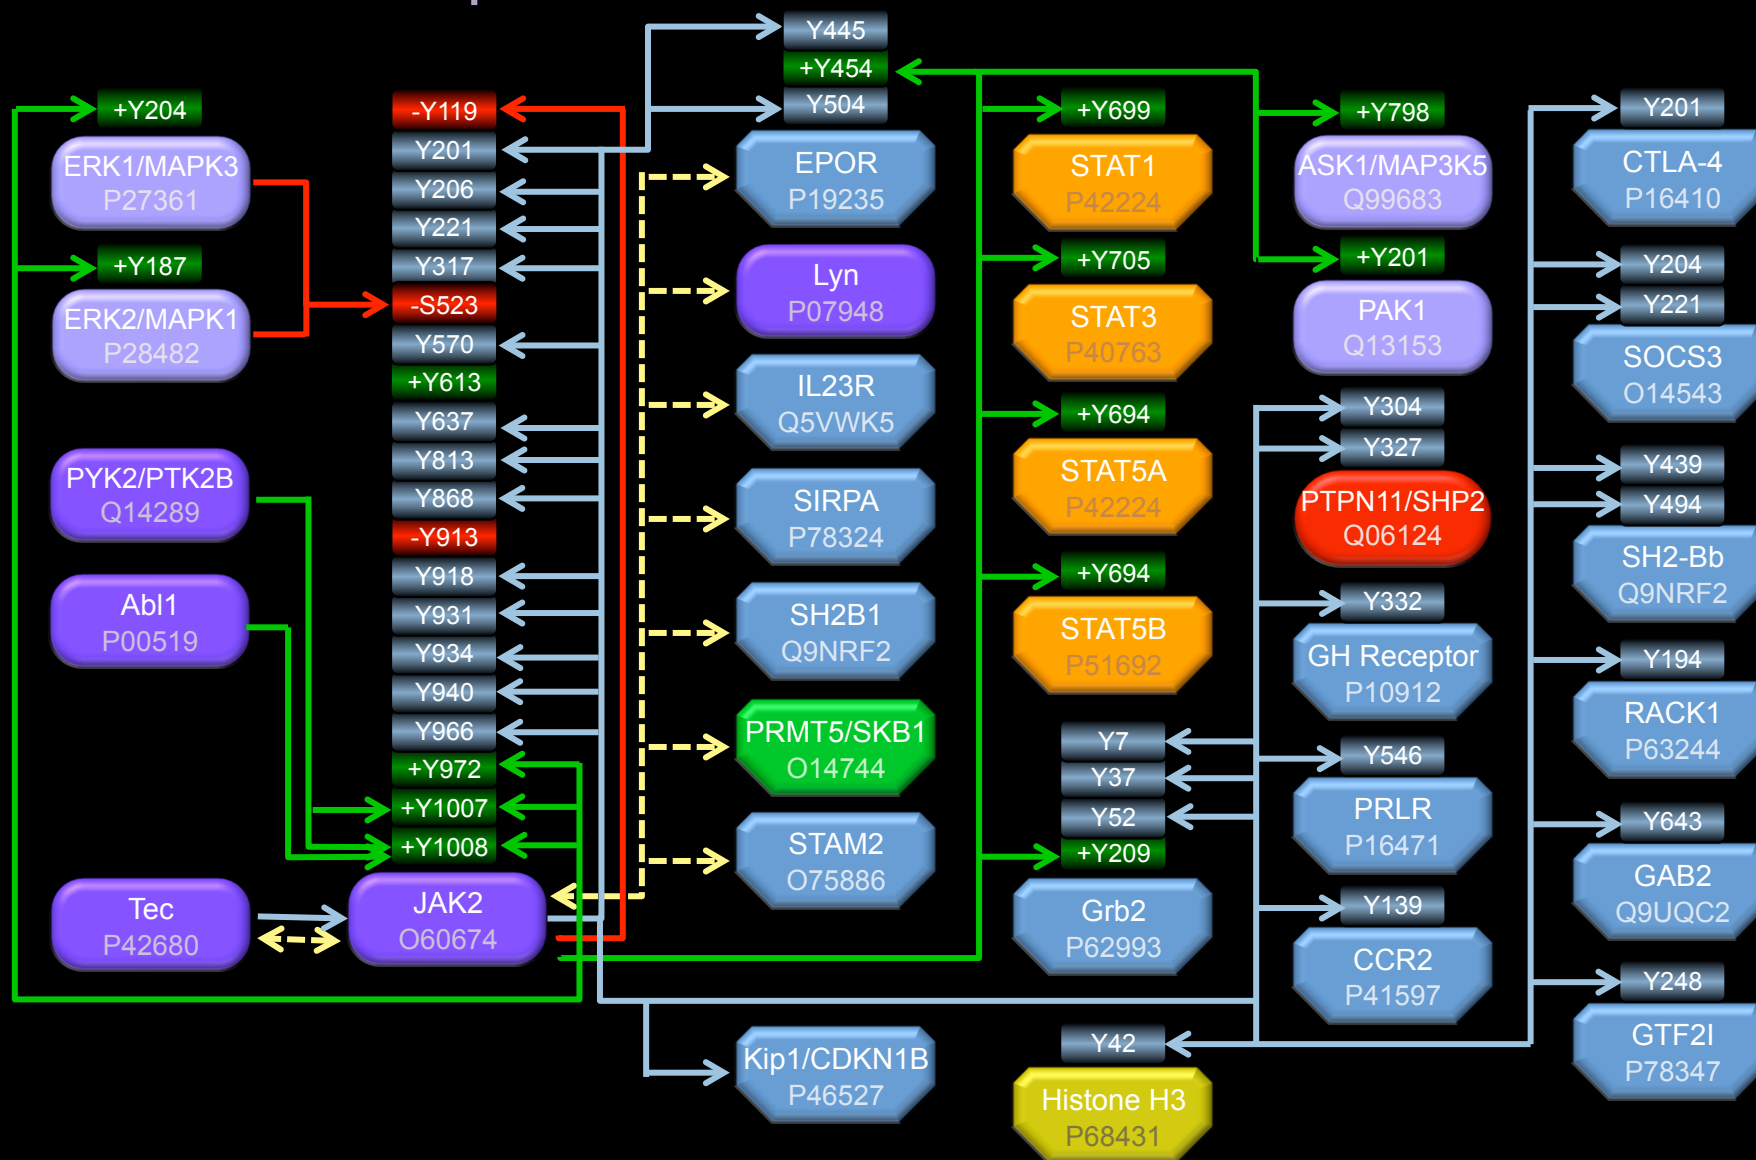 +Y204
ERK1/MAPK3
P27361
+Y187
ERK2/MAPK1
P28482
PYK2/PTK2B
Q14289
Abl1
P00519
Tec
P42680
-Y119
Y201
Y206
Y221
Y317
-S523
Y570
+Y613
Y637
Y813
Y868
-Y913
Y918
Y931
Y934
Y940
Y966
+Y972
+Y1007
+Y1008
JAK2
O60674
Y445
+Y454
Y504
EPOR
P19235
Lyn
P07948
IL23R
Q5VWK5
SIRPA
P78324
SH2B1
Q9NRF2
PRMT5/SKB1
O14744
STAM2
O75886
Kip1/CDKN1B
P46527
+Y699
STAT1
P42224
+Y705
STAT3
P40763
+Y694
STAT5A
P42224
+Y694
STAT5B
P51692
Y7
Y37
Y52
+Y209
Grb2
P62993
Y42
Histone H3
P68431
+Y798
ASK1/MAP3K5
Q99683
+Y201
PAK1
Q13153
Y304
Y327
PTPN11/SHP2
Q06124
Y332
GH Receptor
P10912
Y546
PRLR
P16471
Y139
CCR2
P41597
Y201
CTLA-4
P16410
Y204
Y221
SOCS3
O14543
Y439
Y494
SH2-Bb
Q9NRF2
Y194
RACK1
P63244
Y643
GAB2
Q9UQC2
Y248
GTF2I
P78347